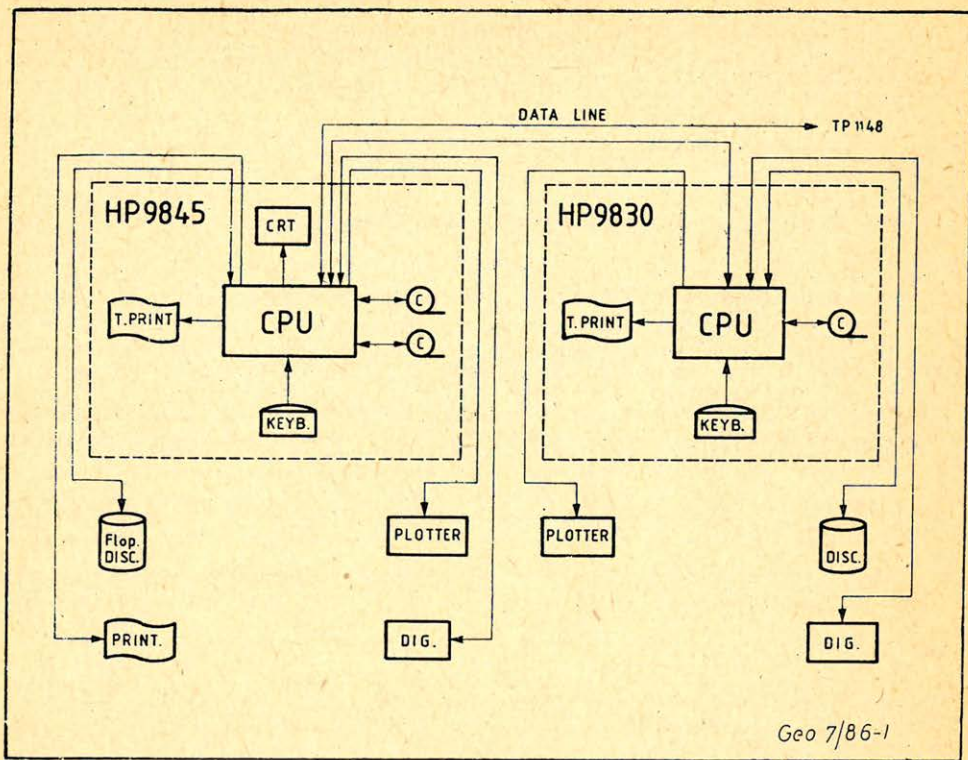 DATA LINE
TP 1148
HP9845
CRT
T.PRINT
CPU
C
C
KEYB.
Flop.
DISC.
PLOTTER
PRINT.
DIG.
HP9830
T.PRINT
CPU
C
KEYB.
PLOTTER
DISC.
DIG.
Geo 7/86-1